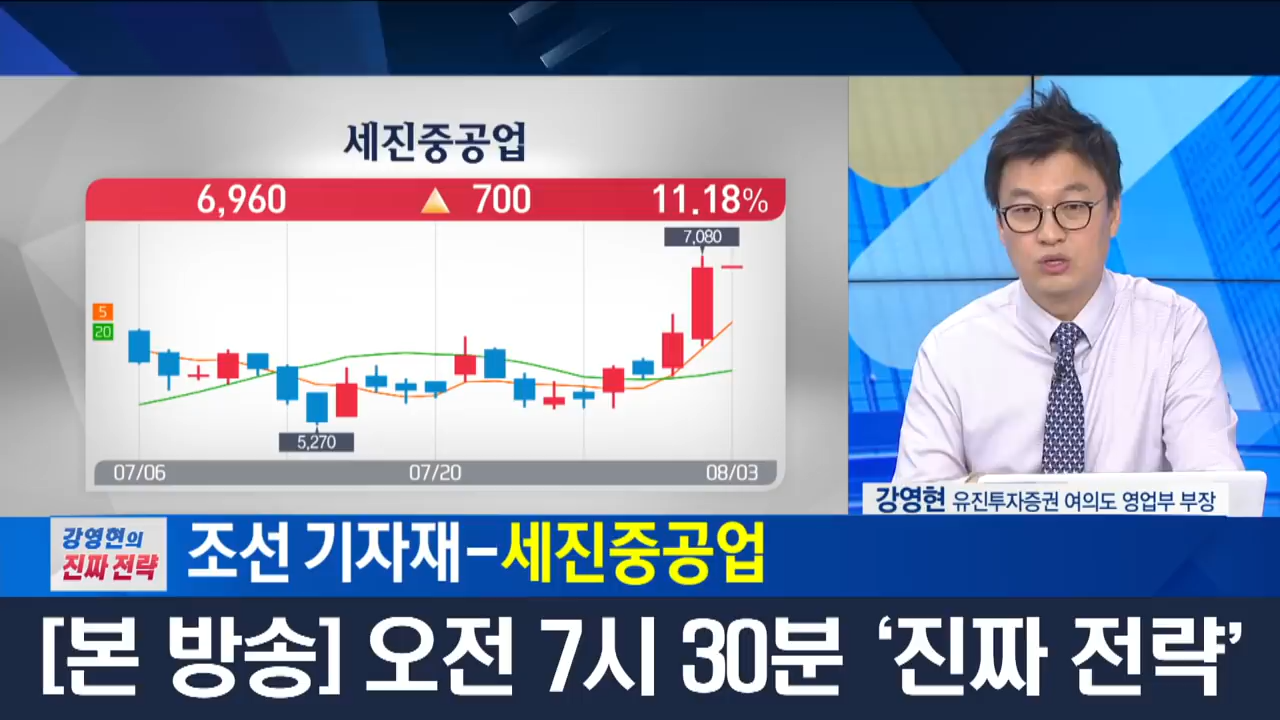 세진중공업
6,960 ▲ 700 11.18%
7,080
5
20
5,270
07/06 07/20 08/03
강영현 유진투자증권 여의도 영업부 부장
강영현의
진짜 전략
조선 기자재-세진중공업
[본 방송] 오전 7시 30분 ‘진짜 전략’